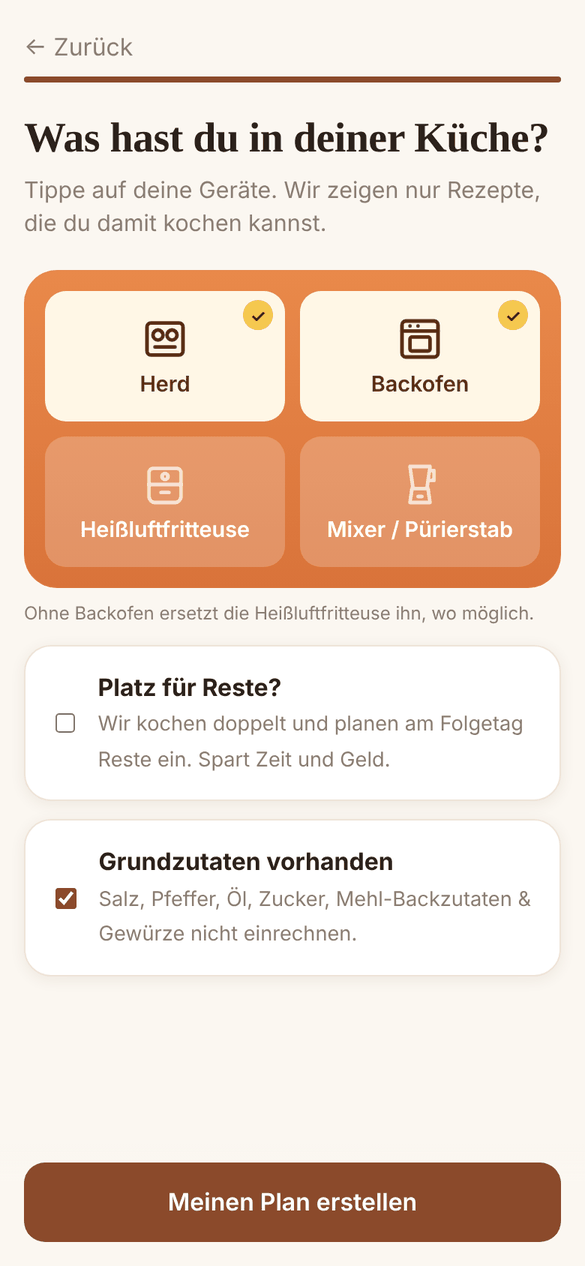 ← Zurück
Was hast du in deiner Küche?
Tippe auf deine Geräte. Wir zeigen nur Rezepte,
die du damit kochen kannst.
Herd
Backofen
Heißluftfritteuse
Mixer / Pürierstab
Ohne Backofen ersetzt die Heißluftfritteuse ihn, wo möglich.
Platz für Reste?
Wir kochen doppelt und planen am Folgetag
Reste ein. Spart Zeit und Geld.
Grundzutaten vorhanden
Salz, Pfeffer, Öl, Zucker, Mehl-Backzutaten &
Gewürze nicht einrechnen.
Meinen Plan erstellen